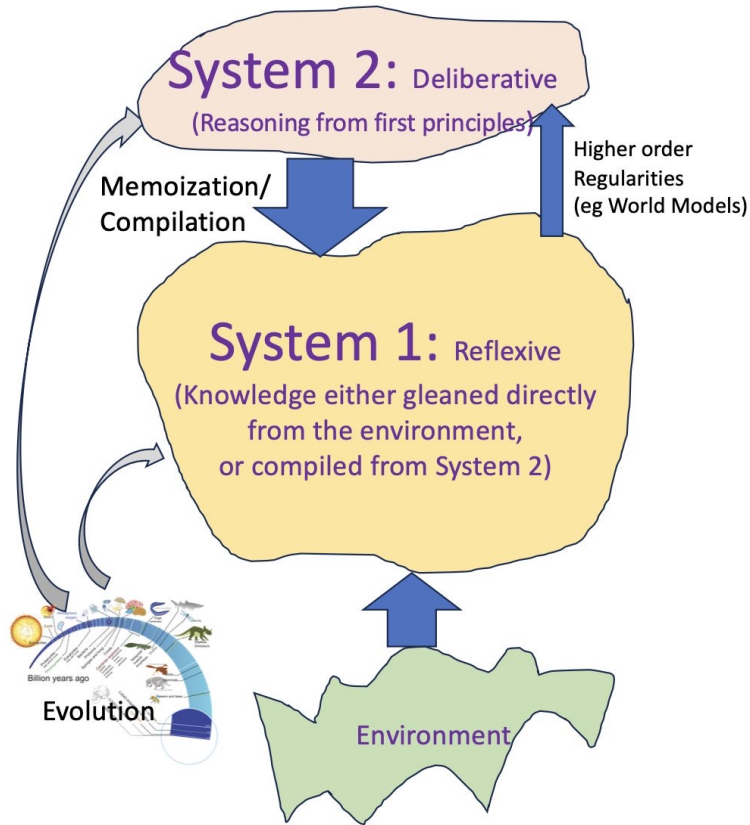 System 2: Deliberative
(Reasoning from first principles)
Memoization/
Compilation
Higher order
Regularities
(eg World Models)
System 1: Reflexive
(Knowledge either gleaned directly
from the environment,
or compiled from System 2)
Billion years ago
Evolution
Environment